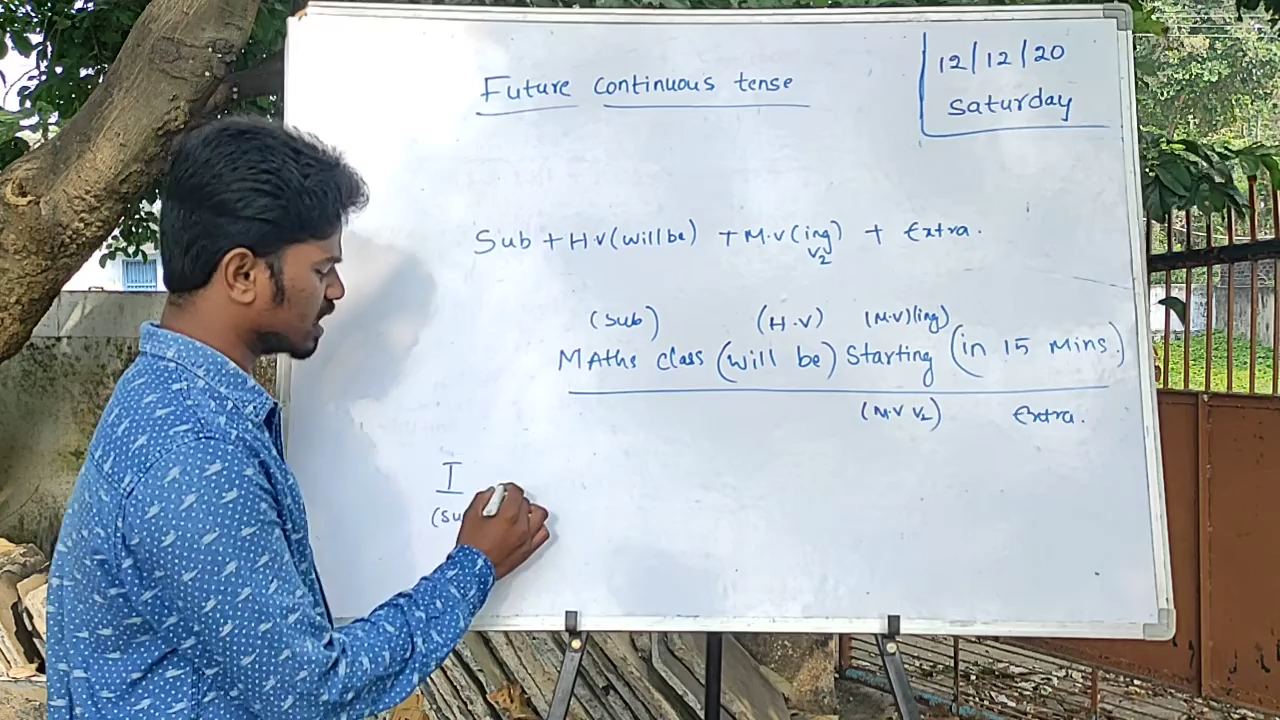 12/12/20
Saturday
Future continuous tense
Sub + H.V (will be) + M.V (ing) + Extra.
V2
(Sub) (H.V) (M.V) (ing)
MAths class (will be) Starting (in 15 Mins.)
(M.V V2) Extra.
I
(Su